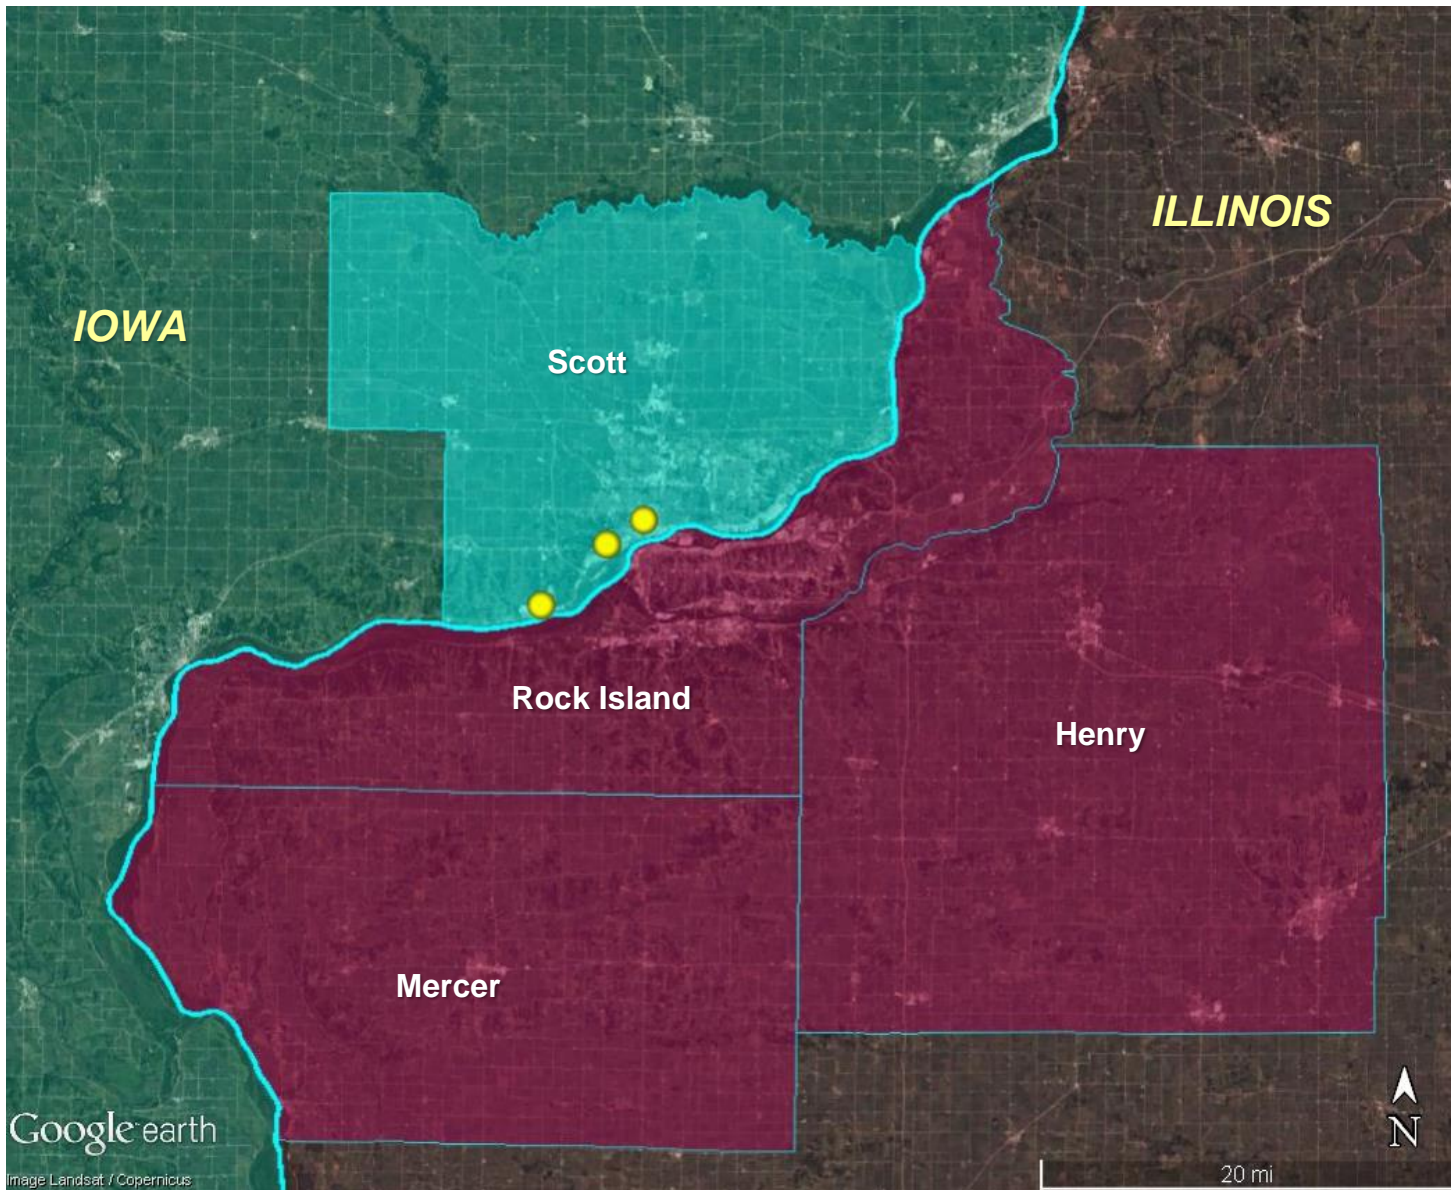 ILLINOIS
IOWA
Scott
Rock Island
Henry
Mercer
N
Google earth
Image Landsat / Copernicus
20 mi